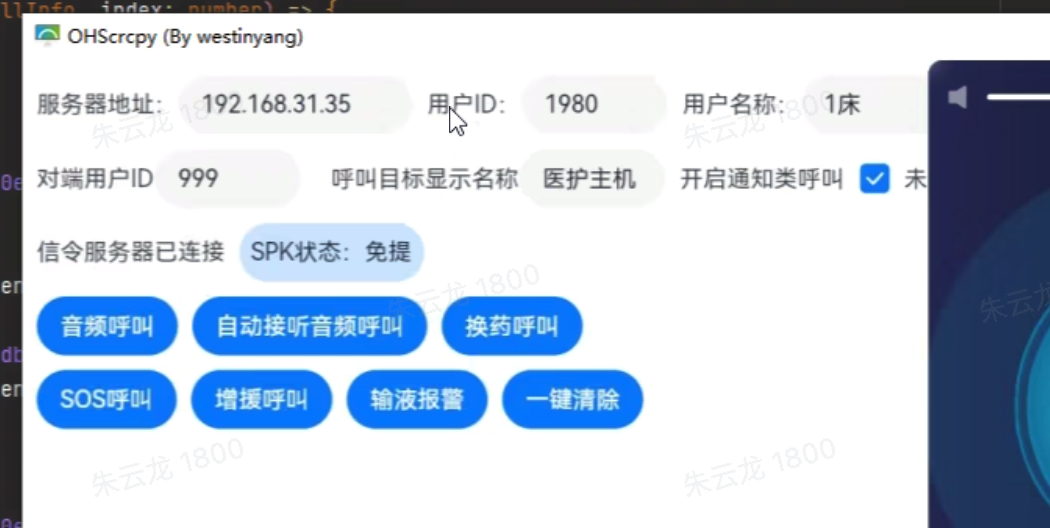 llInfo, index: number) => {
OHScrcpy (By westinyang)
服务器地址: 192.168.31.35 用户ID: 1980 用户名称: 1床
对端用户ID 999 呼叫目标显示名称 医护主机 开启通知类呼叫 未
信令服务器已连接 SPK状态：免提
音频呼叫 自动接听音频呼叫 换药呼叫
SOS呼叫 增援呼叫 输液报警 一键清除
0e
er
db
er
0e
朱云龙 1800
朱云龙 1800
朱云龙 1800
朱云龙 1800
朱云龙 1800
朱云龙 1800